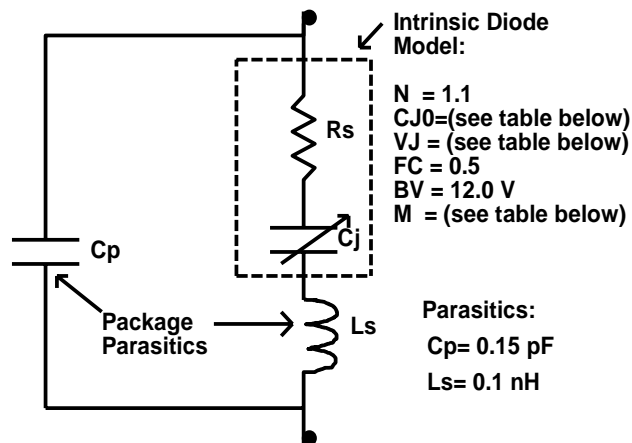 Intrinsic Diode
Model:
N = 1.1
CJ0=(see table below)
VJ = (see table below)
FC = 0.5
BV = 12.0 V
M = (see table below)
Rs
Cj
Cp
Package
Parasitics
Ls
Parasitics:
Cp= 0.15 pF
Ls= 0.1 nH